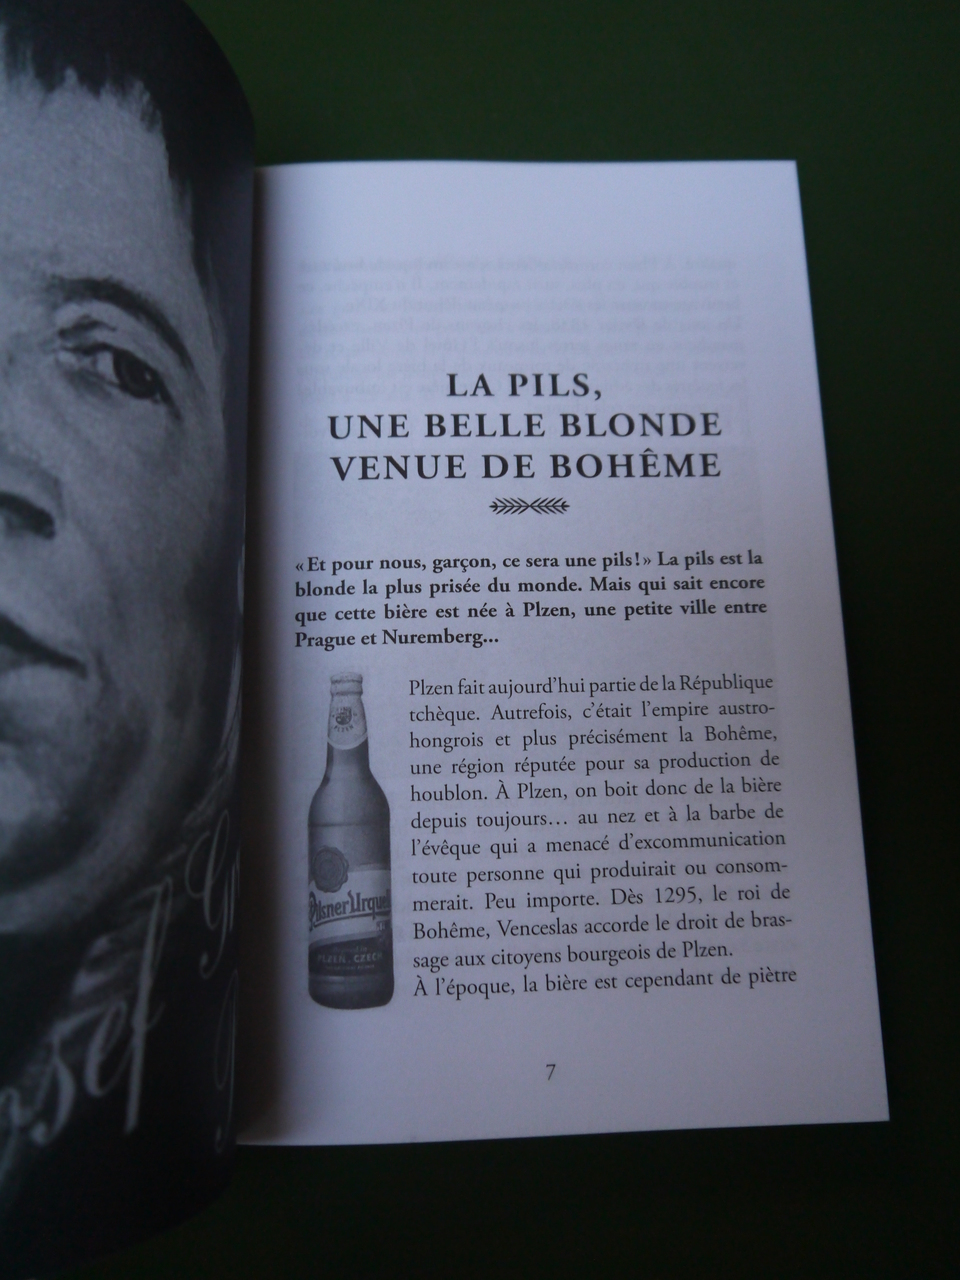 LA PILS,
UNE BELLE BLONDE
VENUE DE BOHÊME
« Et pour nous, garçon, ce sera une pils ! » La pils est la
blonde la plus prisée du monde. Mais qui sait encore
que cette bière est née à Plzen, une petite ville entre
Prague et Nuremberg...
Plzen fait aujourd'hui partie de la République
tchèque. Autrefois, c'était l'empire austro-
hongrois et plus précisément la Bohême,
une région réputée pour sa production de
houblon. À Plzen, on boit donc de la bière
depuis toujours... au nez et à la barbe de
l'évêque qui a menacé d'excommunication
toute personne qui produirait ou consom-
merait. Peu importe. Dès 1295, le roi de
Bohême, Venceslas accorde le droit de bras-
sage aux citoyens bourgeois de Plzen.
À l'époque, la bière est cependant de piètre
Pilsner Urquell
PLZEŇ, CZECH
7